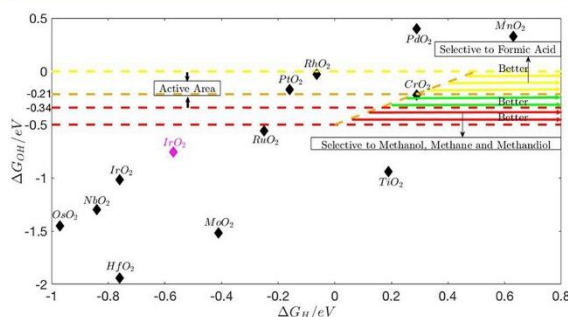 0.5
0
-0.21
-0.34
-0.5
-1
-1.5
-2
ΔG_OH/eV
-1
-0.8
-0.6
-0.4
-0.2
0
0.2
0.4
0.6
0.8
ΔG_H/eV
MnO₂
PdO₂
Selective to Formic Acid
RhO₂
Better
PtO₂
Active Area
CrO₂
Better
Better
RuO₂
Selective to Methanol, Methane and Methandiol
IrO₂
TiO₂
IrO₂
NbO₂
OsO₂
MoO₂
HfO₂